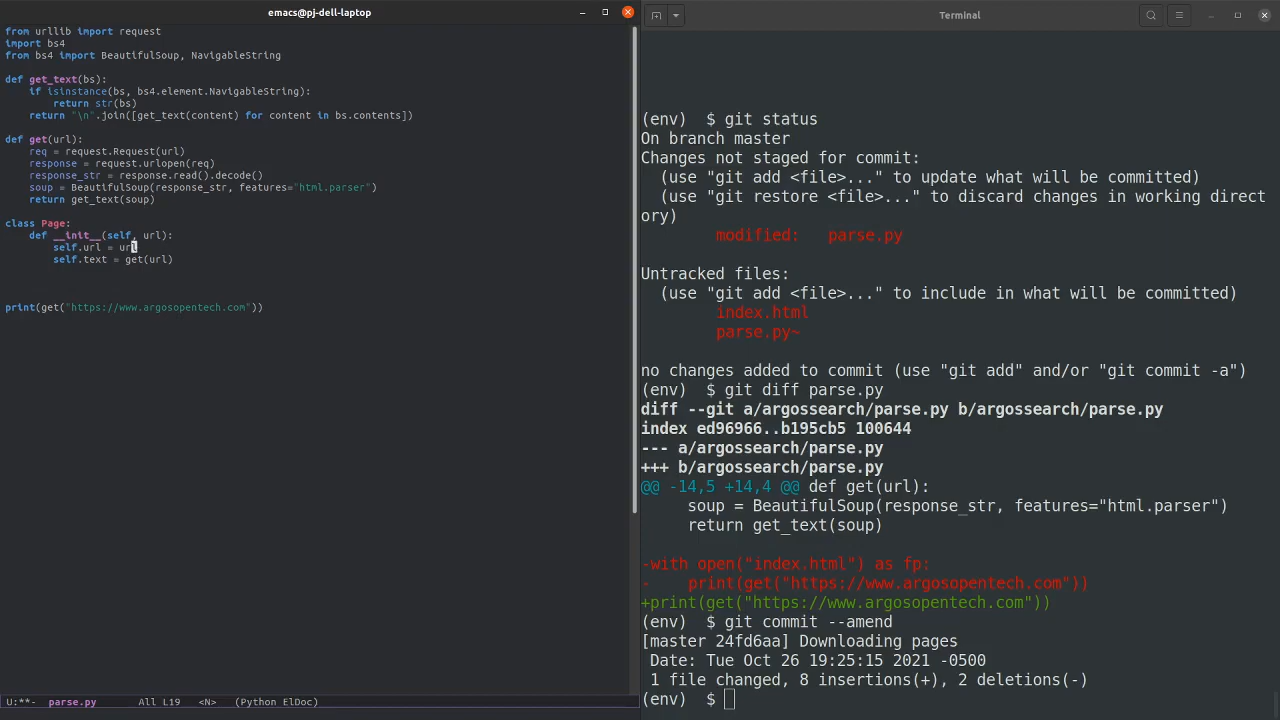 emacs@pj-dell-laptop
from urllib import request
import bs4
from bs4 import BeautifulSoup, NavigableString
def get_text(bs):
    if isinstance(bs, bs4.element.NavigableString):
        return str(bs)
    return "\n".join([get_text(content) for content in bs.contents])
def get(url):
    req = request.Request(url)
    response = request.urlopen(req)
    response_str = response.read().decode()
    soup = BeautifulSoup(response_str, features="html.parser")
    return get_text(soup)
class Page:
    def __init__(self, url):
        self.url = url
        self.text = get(url)
print(get("https://www.argosopentech.com"))
U:**-  parse.py       All L19   <N>   (Python ElDoc)
Terminal
(env)  $ git status
On branch master
Changes not staged for commit:
  (use "git add <file>..." to update what will be committed)
  (use "git restore <file>..." to discard changes in working direct
ory)
        modified:   parse.py
Untracked files:
  (use "git add <file>..." to include in what will be committed)
        index.html
        parse.py~
no changes added to commit (use "git add" and/or "git commit -a")
(env)  $ git diff parse.py
diff --git a/argossearch/parse.py b/argossearch/parse.py
index ed96966..b195cb5 100644
--- a/argossearch/parse.py
+++ b/argossearch/parse.py
@@ -14,5 +14,4 @@ def get(url):
     soup = BeautifulSoup(response_str, features="html.parser")
     return get_text(soup)
-with open("index.html") as fp:
-    print(get("https://www.argosopentech.com"))
+print(get("https://www.argosopentech.com"))
(env)  $ git commit --amend
[master 24fd6aa] Downloading pages
 Date: Tue Oct 26 19:25:15 2021 -0500
 1 file changed, 8 insertions(+), 2 deletions(-)
(env)  $